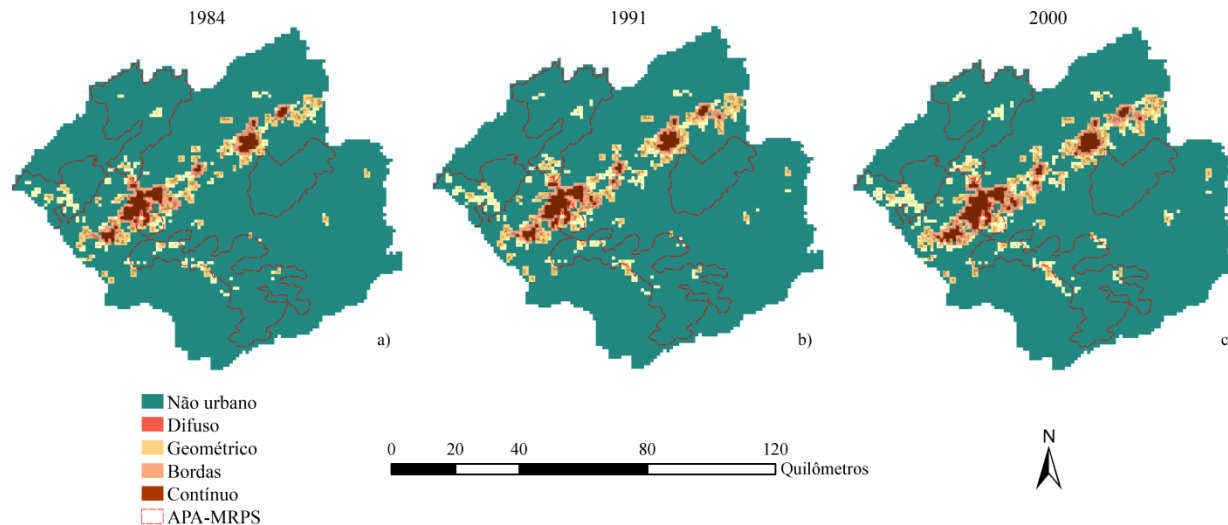 1984
1991
2000
a)
b)
c
Não urbano
Difuso
Geométrico
Bordas
Contínuo
APA-MRPS
0 20 40 80 120
Quilômetros
N